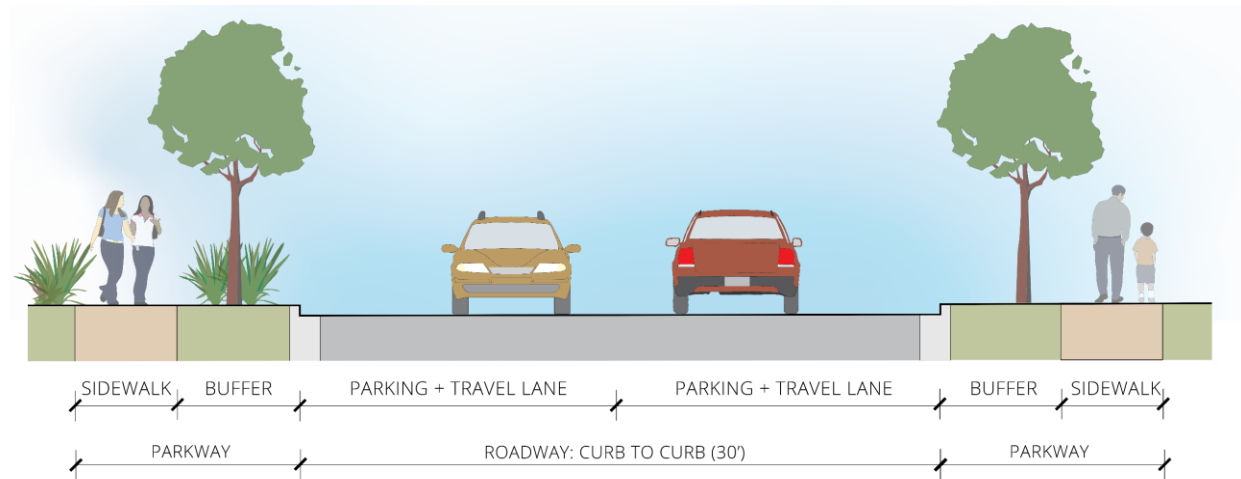 SIDEWALK BUFFER PARKING + TRAVEL LANE PARKING + TRAVEL LANE BUFFER SIDEWALK
PARKWAY ROADWAY: CURB TO CURB (30') PARKWAY